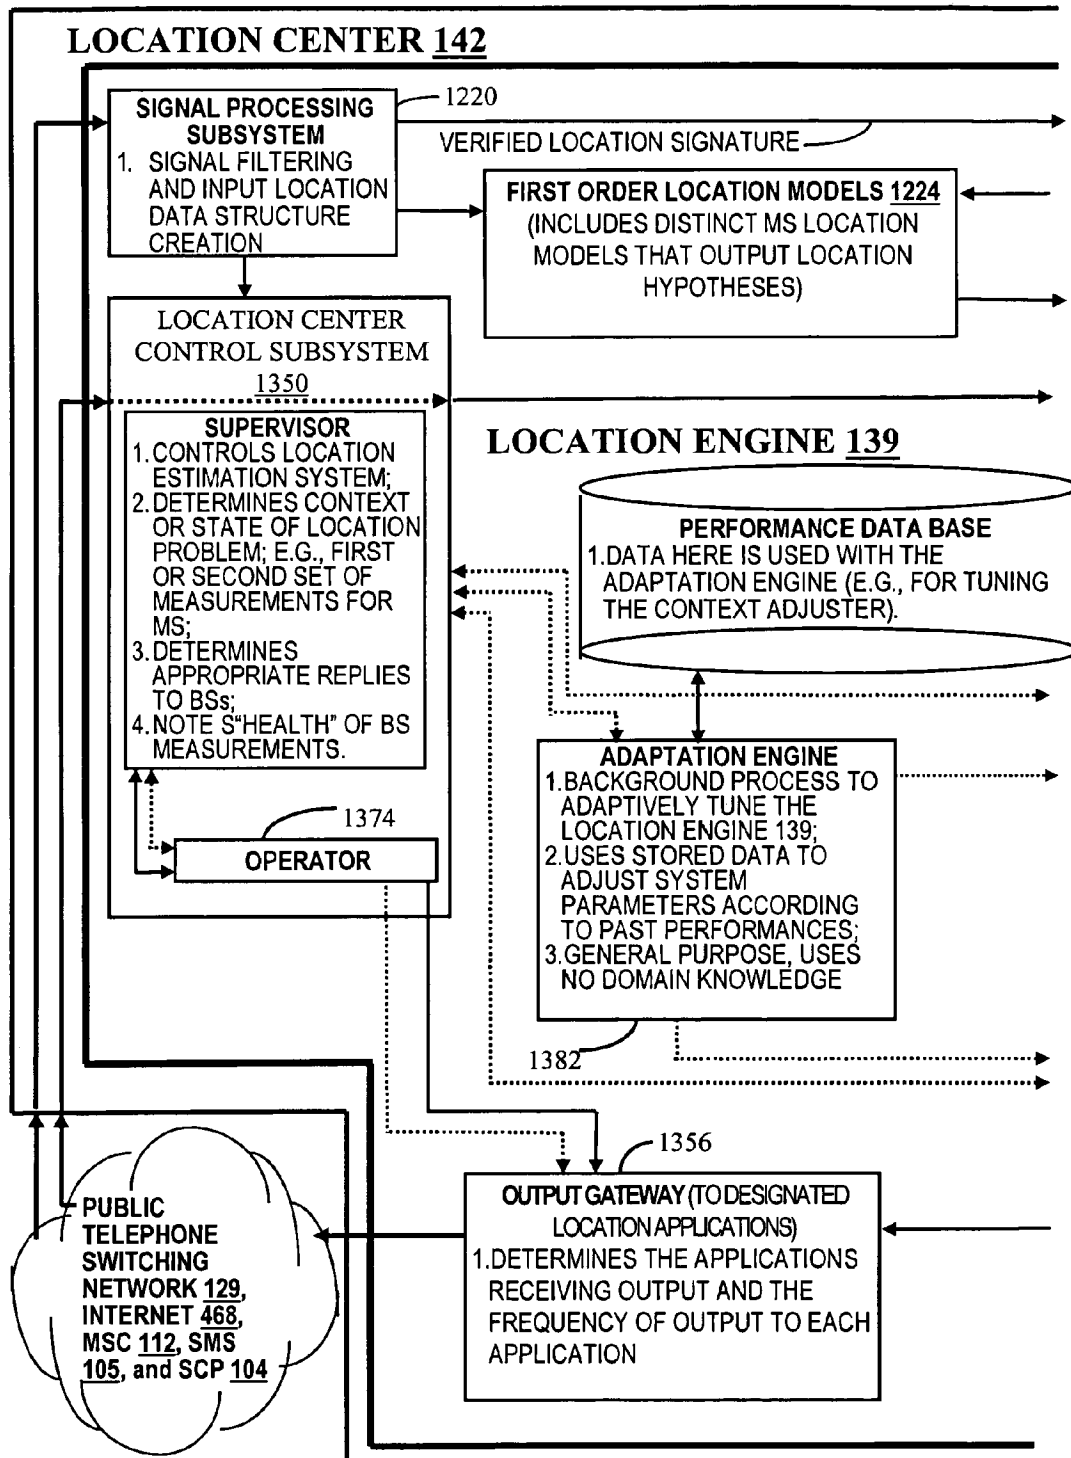 LOCATION CENTER 142
SIGNAL PROCESSING
SUBSYSTEM
1. SIGNAL FILTERING
AND INPUT LOCATION
DATA STRUCTURE
CREATION
1220
VERIFIED LOCATION SIGNATURE
FIRST ORDER LOCATION MODELS 1224
(INCLUDES DISTINCT MS LOCATION
MODELS THAT OUTPUT LOCATION
HYPOTHESES)
LOCATION CENTER
CONTROL SUBSYSTEM
1350
SUPERVISOR
1. CONTROLS LOCATION
ESTIMATION SYSTEM;
2. DETERMINES CONTEXT
OR STATE OF LOCATION
PROBLEM; E.G., FIRST
OR SECOND SET OF
MEASUREMENTS FOR
MS;
3. DETERMINES
APPROPRIATE REPLIES
TO BSs;
4. NOTE S"HEALTH" OF BS
MEASUREMENTS.
1374
OPERATOR
LOCATION ENGINE 139
PERFORMANCE DATA BASE
1. DATA HERE IS USED WITH THE
ADAPTATION ENGINE (E.G., FOR TUNING
THE CONTEXT ADJUSTER).
ADAPTATION ENGINE
1. BACKGROUND PROCESS TO
ADAPTIVELY TUNE THE
LOCATION ENGINE 139;
2. USES STORED DATA TO
ADJUST SYSTEM
PARAMETERS ACCORDING
TO PAST PERFORMANCES;
3. GENERAL PURPOSE, USES
NO DOMAIN KNOWLEDGE
1382
1356
OUTPUT GATEWAY (TO DESIGNATED
LOCATION APPLICATIONS)
1. DETERMINES THE APPLICATIONS
RECEIVING OUTPUT AND THE
FREQUENCY OF OUTPUT TO EACH
APPLICATION
PUBLIC
TELEPHONE
SWITCHING
NETWORK 129,
INTERNET 468,
MSC 112, SMS
105, and SCP 104